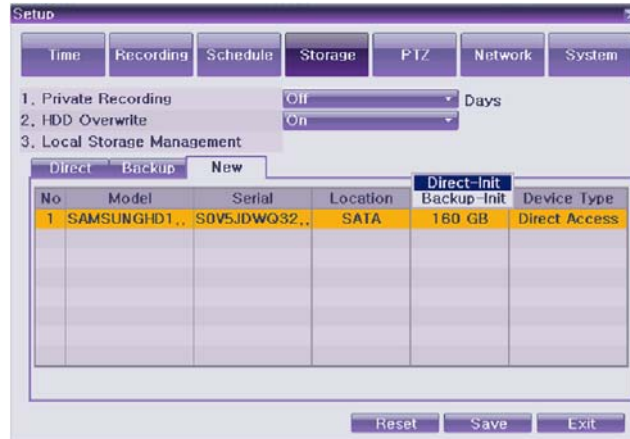 Setup
Time Recording Schedule Storage PTZ Network System
1. Private Recording Off Days
2. HDD Overwrite On
3. Local Storage Management
Direct Backup New
Direct-Init
No Model Serial Location Backup-Init Device Type
1 SAMSUNGHD1.. S0V5JDWQ32.. SATA 160 GB Direct Access
Reset Save Exit